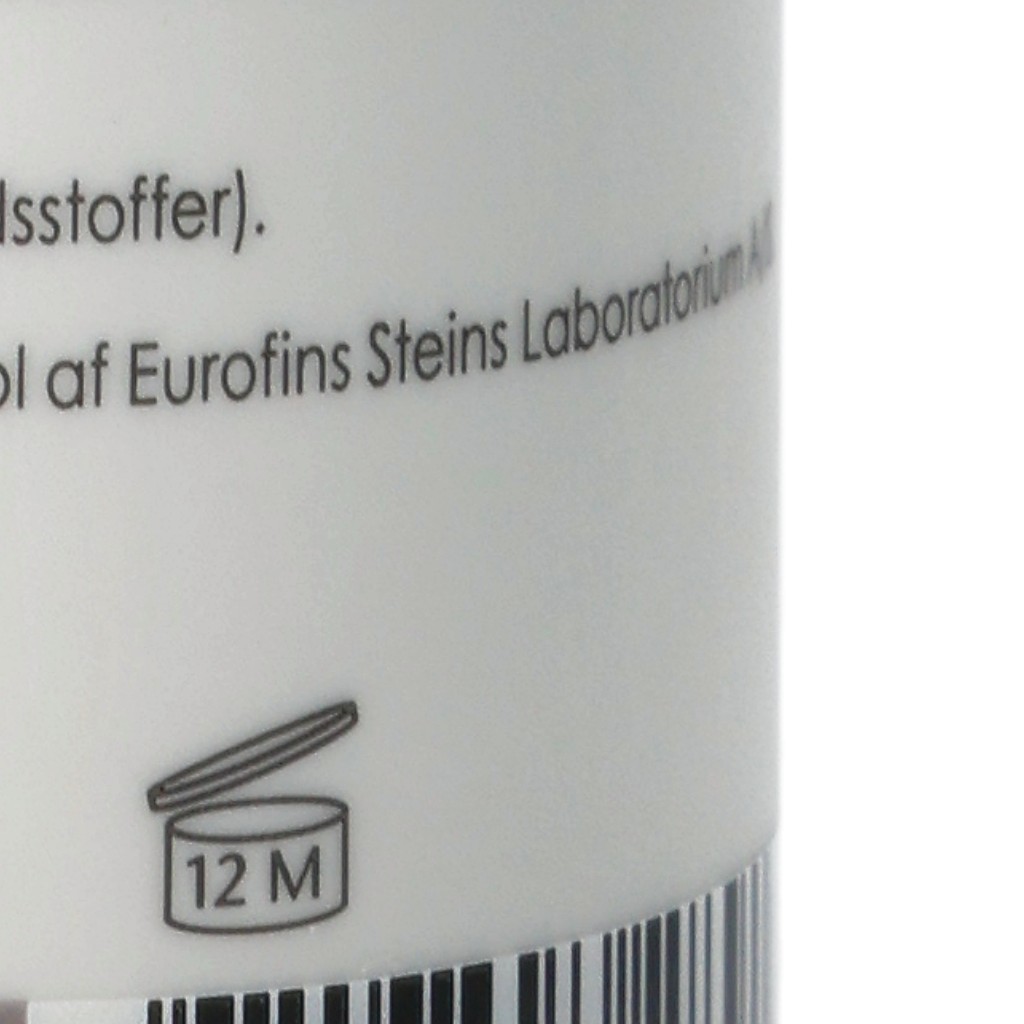 lsstoffer).
ol af Eurofins Steins Laboratorium A/S
12 M